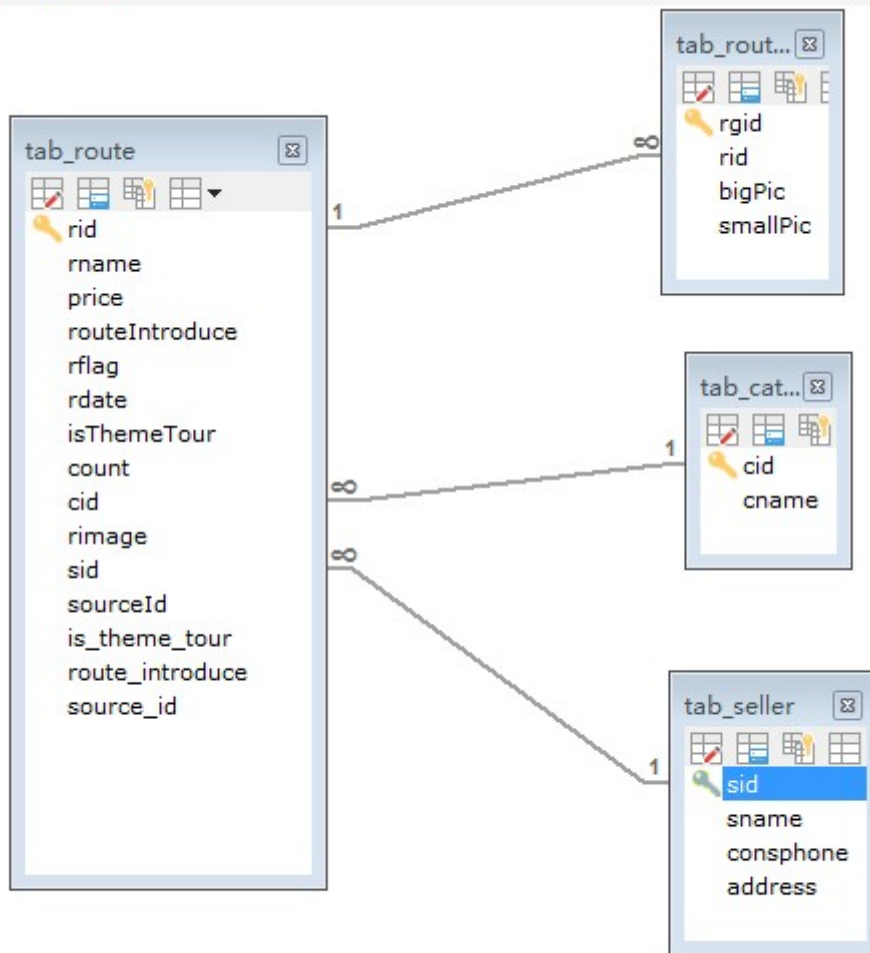 tab_route
rid
rname
price
routeIntroduce
rflag
rdate
isThemeTour
count
cid
rimage
sid
sourceId
is_theme_tour
route_introduce
source_id
1
∞
∞
1
∞
1
tab_rout...
rgid
rid
bigPic
smallPic
tab_cat...
cid
cname
tab_seller
sid
sname
consphone
address